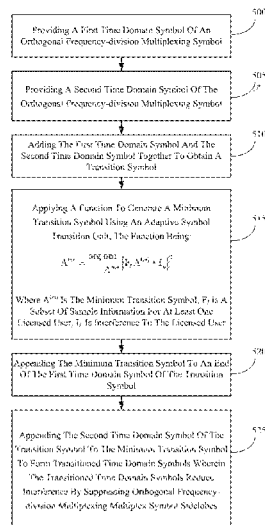 500
Providing A First Time Domain Symbol Of An
Orthogonal Frequency-division Multiplexing Symbol
505
Providing A Second Time Domain Symbol Of The
Orthogonal Frequency-division Multiplexing Symbol
510
Adding The First Time Domain Symbol And The
Second Time Domain Symbol Together To Obtain A
Transition Symbol
515
Applying A Function To Generate A Minimum
Transition Symbol Using An Adaptive Symbol
Transition Unit, The Function Being:
arg min
Is The Minimum Transition Symbol, Is A
Subset Of Sample Information For At Least One
Licensed User, Is Interference To The Licensed User
520
Appending The Minimum Transition Symbol To An End
Of The First Time Domain Symbol Of The Transition
Symbol
525
Appending The Second Time Domain Symbol Of The
Transition Symbol To The Minimum Transition Symbol
To Form Transitioned Time Domain Symbols Wherein
The Transitioned Time Domain Symbols Reduce
Interference By Suppressing Orthogonal Frequency-
division Multiplexing Symbol Sidelobes